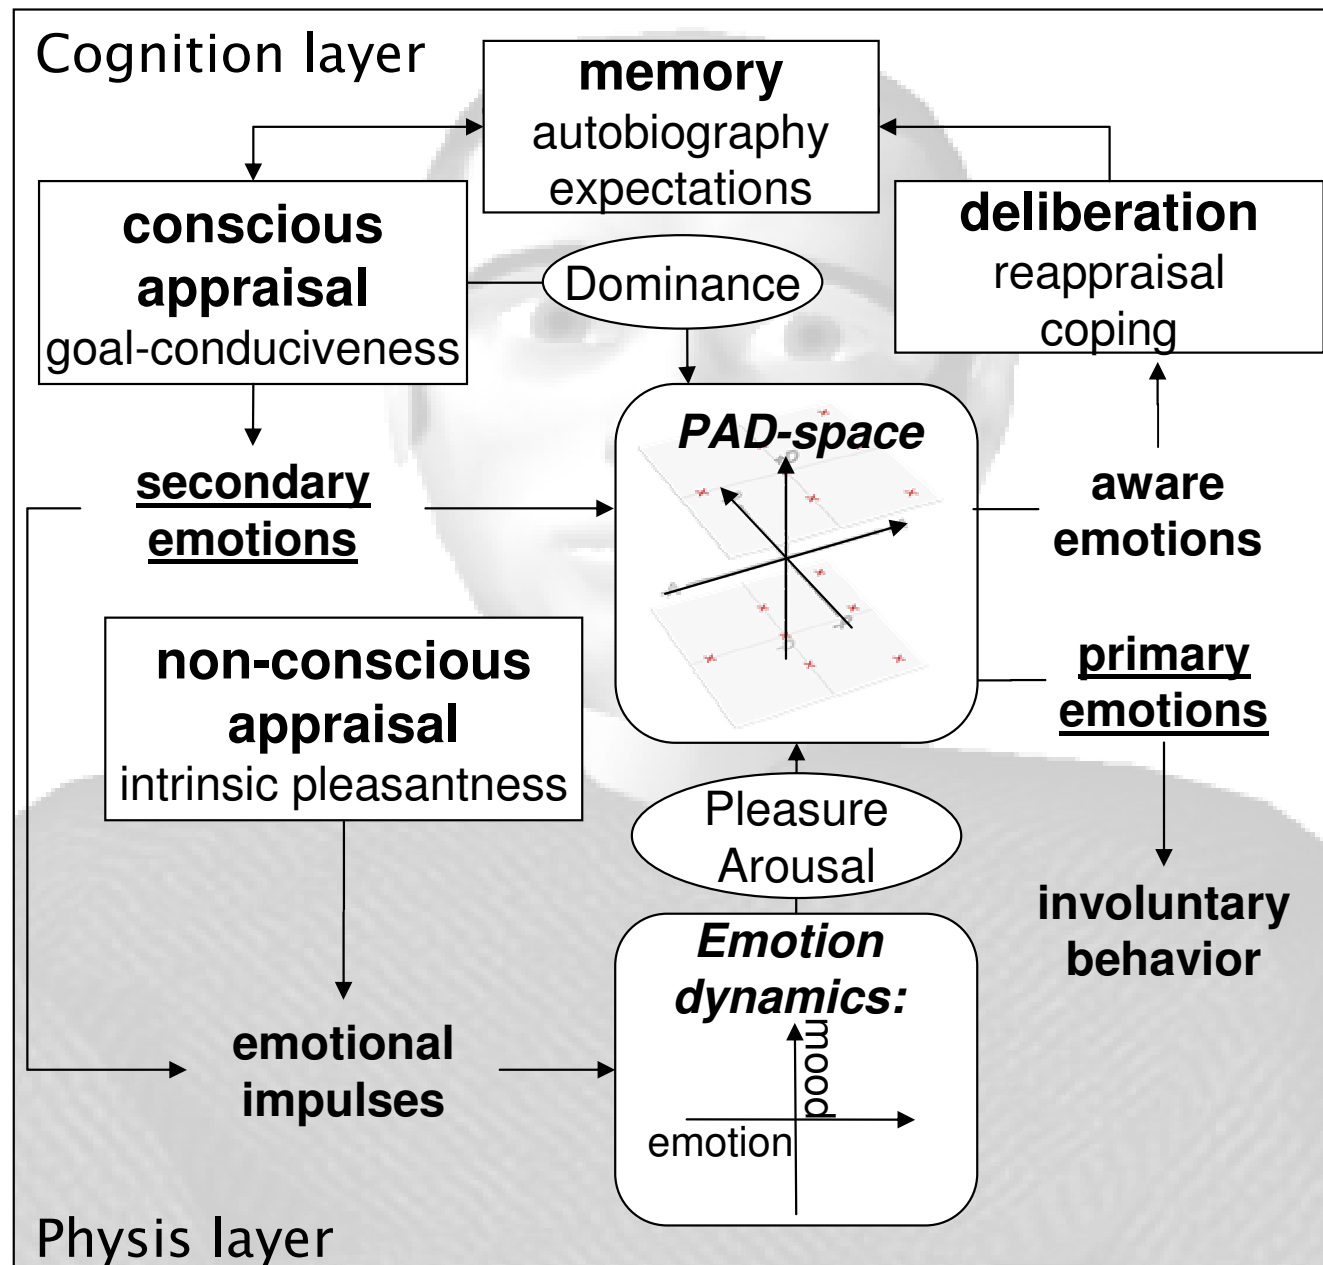 Cognition layer
memory
autobiography
expectations
conscious
appraisal
goal-conduciveness
Dominance
deliberation
reappraisal
coping
PAD-space
secondary
emotions
aware
emotions
non-conscious
appraisal
intrinsic pleasantness
primary
emotions
Pleasure
Arousal
involuntary
behavior
Emotion
dynamics:
mood
emotion
emotional
impulses
Physis layer